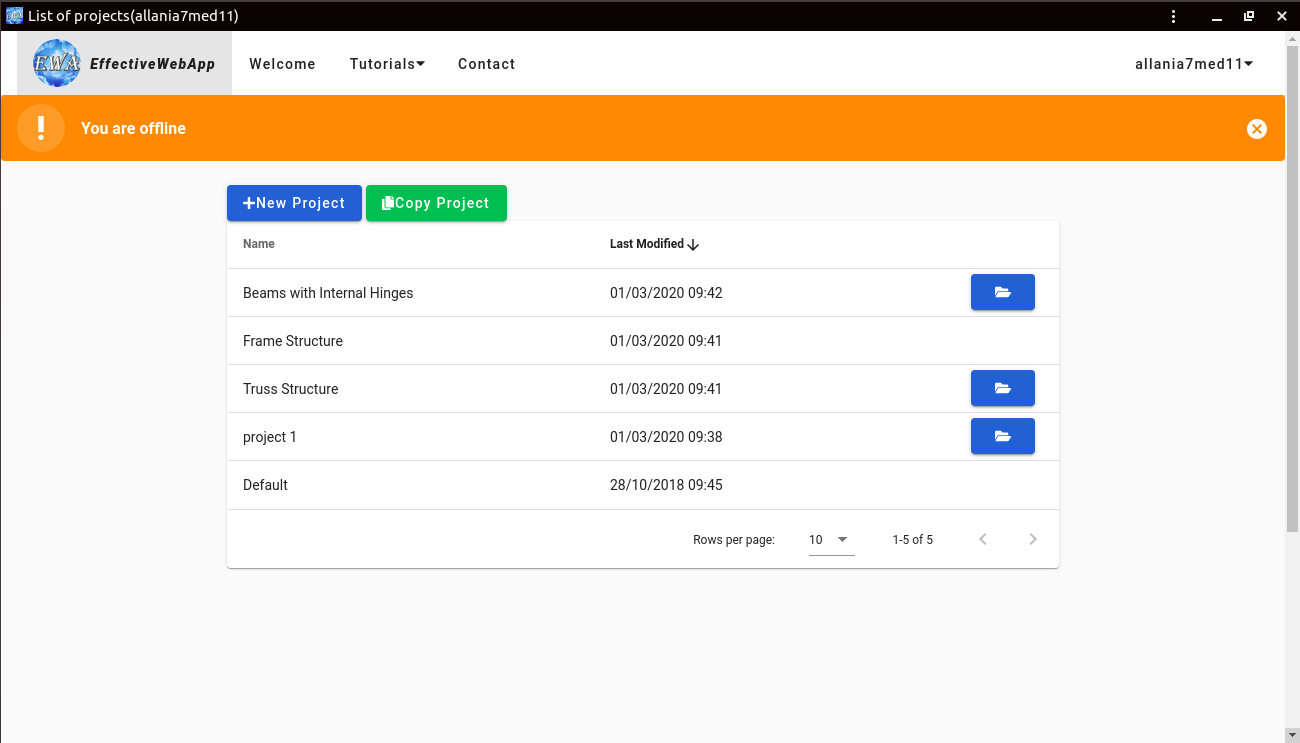 List of projects(allania7med11)
EWA EffectiveWebApp Welcome Tutorials Contact allania7med11
! You are offline
New Project Copy Project
Name Last Modified
Beams with Internal Hinges 01/03/2020 09:42
Frame Structure 01/03/2020 09:41
Truss Structure 01/03/2020 09:41
project 1 01/03/2020 09:38
Default 28/10/2018 09:45
Rows per page: 10 1-5 of 5